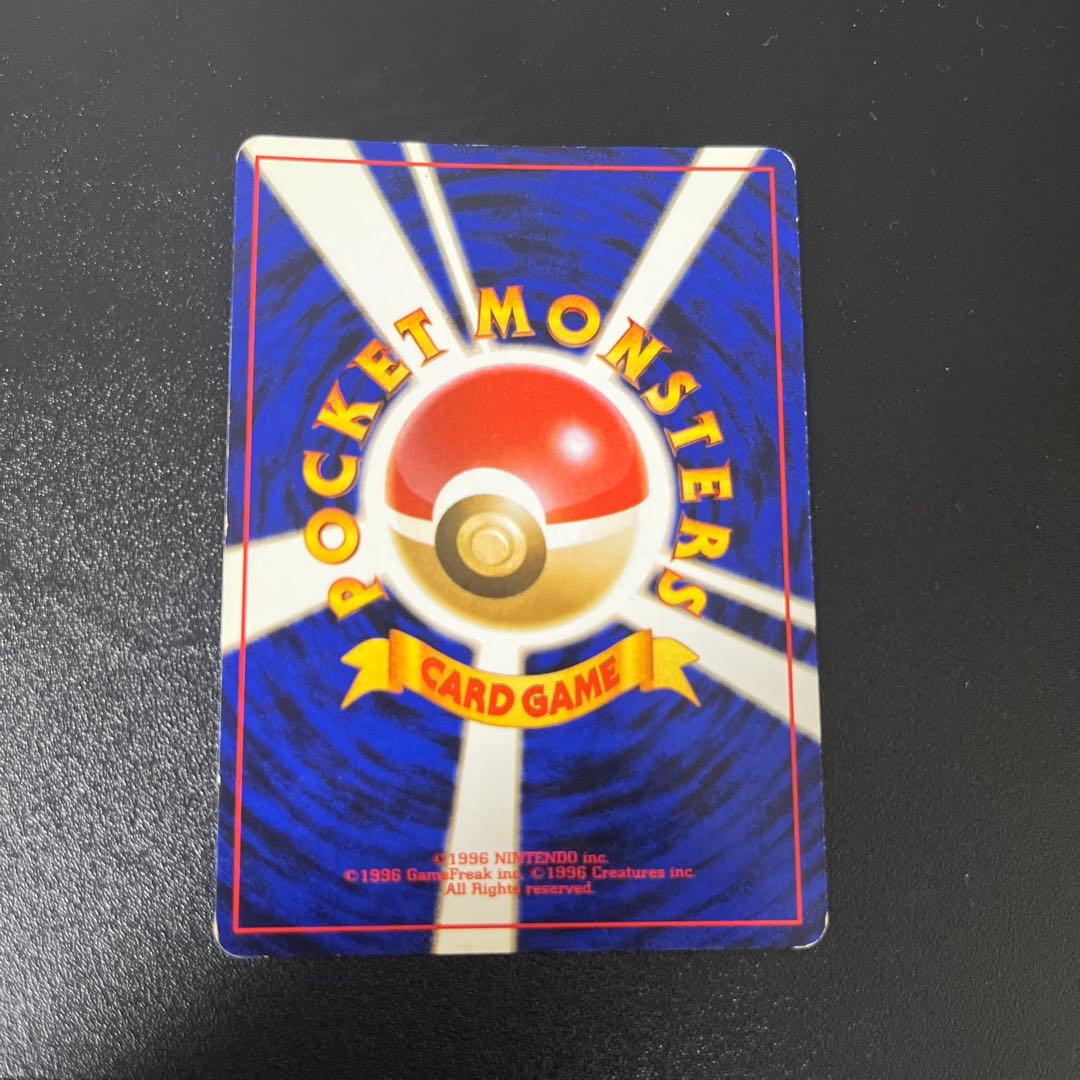 POCKET MONSTERS
CARD GAME
©1996 NINTENDO inc.
©1996 GameFreak inc. ©1996 Creatures inc.
All Rights reserved.